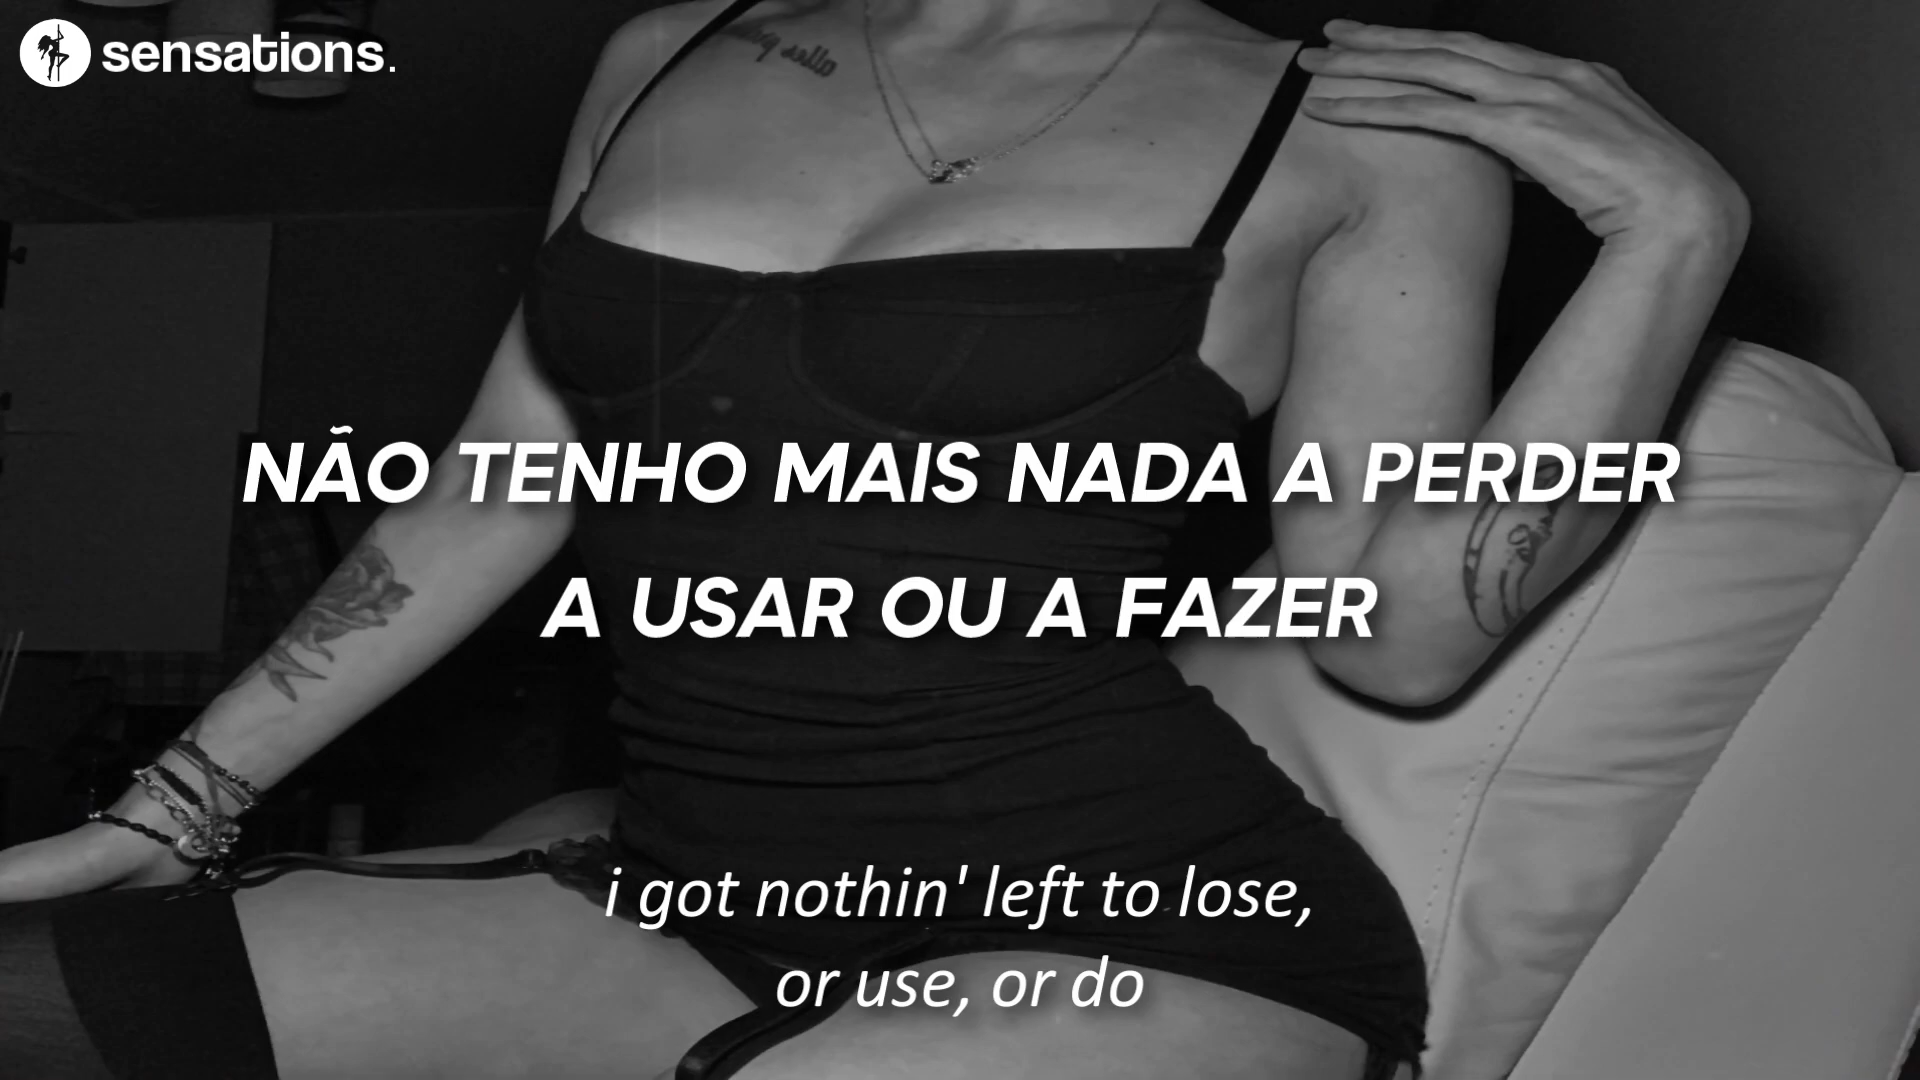 sensations.
NÃO TENHO MAIS NADA A PERDER
A USAR OU A FAZER
i got nothin' left to lose,
or use, or do